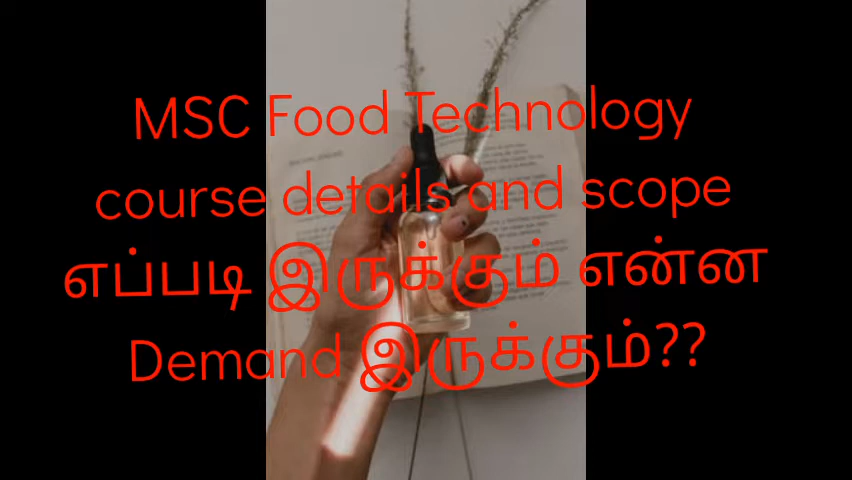 MSC Food Technology
course details and scope
எப்படி இருக்கும் என்ன
Demand இருக்கும்??